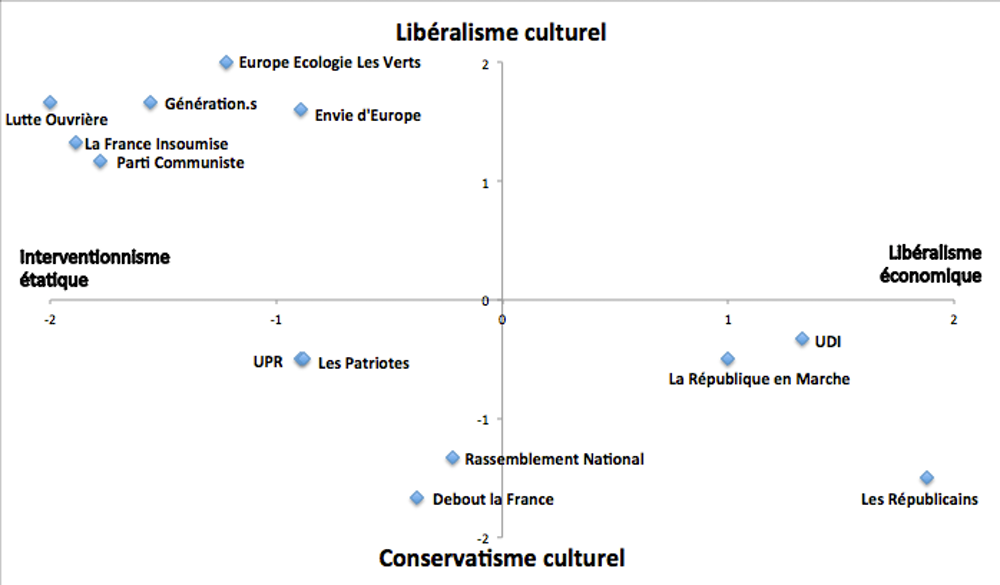 Libéralisme culturel
2
Europe Ecologie Les Verts
Génération.s
Envie d'Europe
Lutte Ouvrière
La France Insoumise
Parti Communiste
1
Interventionnisme
étatique
Libéralisme
économique
0
-2
-1
0
1
2
UDI
UPR
Les Patriotes
La République en Marche
-1
Rassemblement National
Debout la France
Les Républicains
-2
Conservatisme culturel